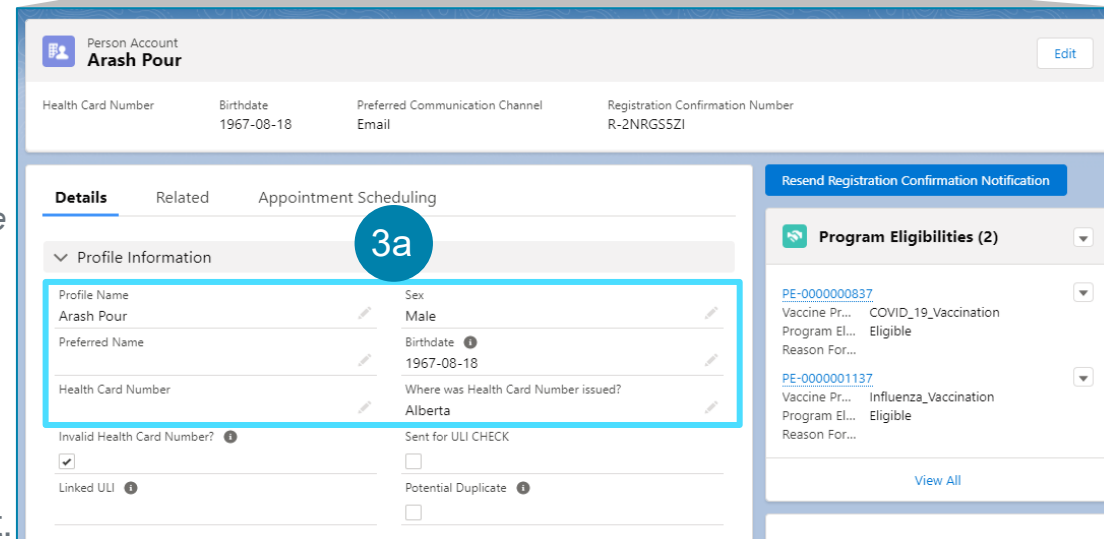 Person Account
Arash Pour
Edit
Health Card Number Birthdate Preferred Communication Channel Registration Confirmation Number
1967-08-18 Email R-2NRGS5ZI
Details Related Appointment Scheduling
3a
Profile Information
Profile Name Sex
Arash Pour Male
Preferred Name Birthdate
1967-08-18
Health Card Number Where was Health Card Number issued?
Alberta
Invalid Health Card Number? Sent for ULI CHECK
Linked ULI Potential Duplicate
Resend Registration Confirmation Notification
Program Eligibilities (2)
PE-0000000837
Vaccine Pr... COVID_19_Vaccination
Program El... Eligible
Reason For...
PE-0000001137
Vaccine Pr... Influenza_Vaccination
Program El... Eligible
Reason For...
View All